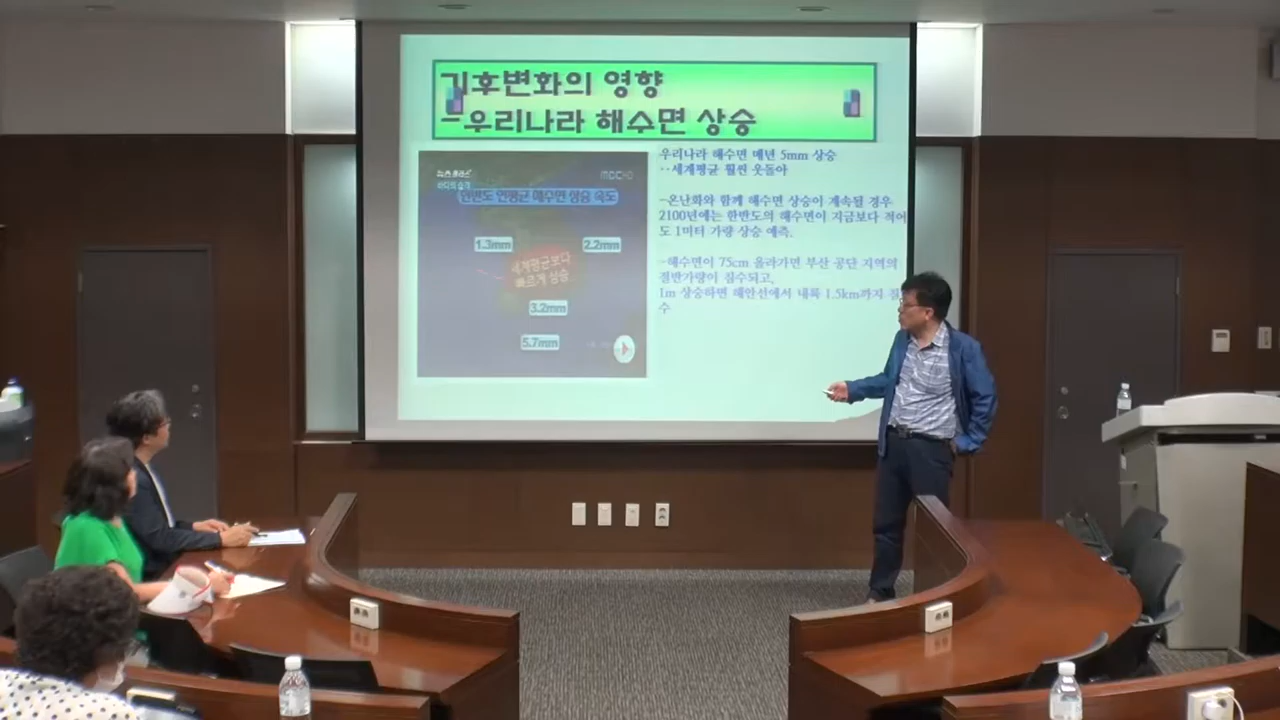 기후변화의 영향
-우리나라 해수면 상승
우리나라 해수면 매년 5mm 상승
··세계평균 훨씬 웃돌아
MBC
한반도 연평균 해수면 상승 속도
-온난화와 함께 해수면 상승이 계속될 경우
2100년에는 한반도의 해수면이 지금보다 적어
도 1미터 가량 상승 예측.
1.3mm
2.2mm
세계평균보다
빠르게 상승
3.2mm
5.7mm
-해수면이 75cm 올라가면 부산 공단 지역의
절반가량이 침수되고,
1m 상승하면 해안선에서 내륙 1.5km까지 침
수